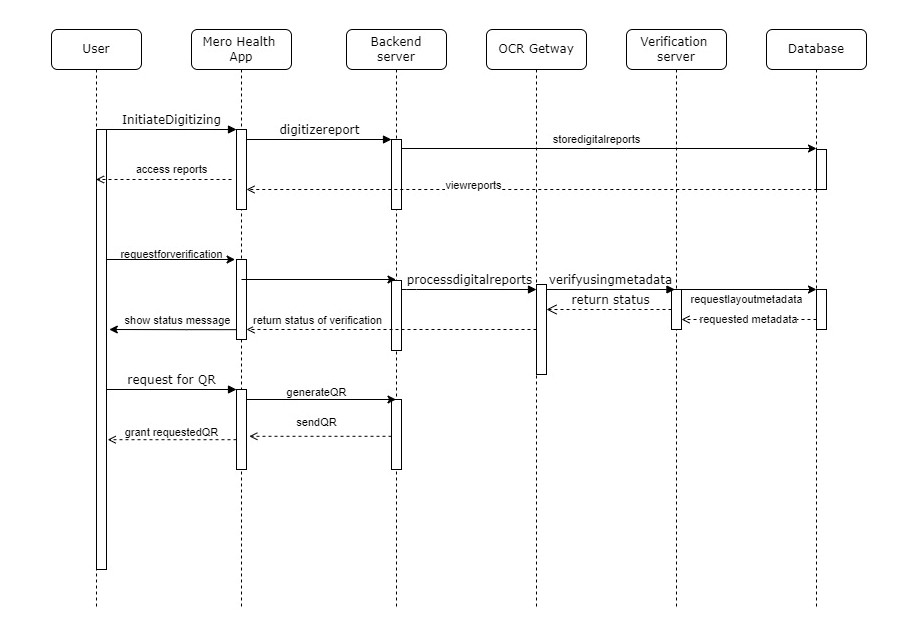 User
Mero Health
App
Backend
server
OCR Getway
Verification
server
Database
InitiateDigitizing
digitizereport
storedigitalreports
access reports
viewreports
requestforverification
processdigitalreports
verifyusingmetadata
requestlayoutmetadata
return status
show status message
return status of verification
requested metadata
request for QR
generateQR
sendQR
grant requestedQR